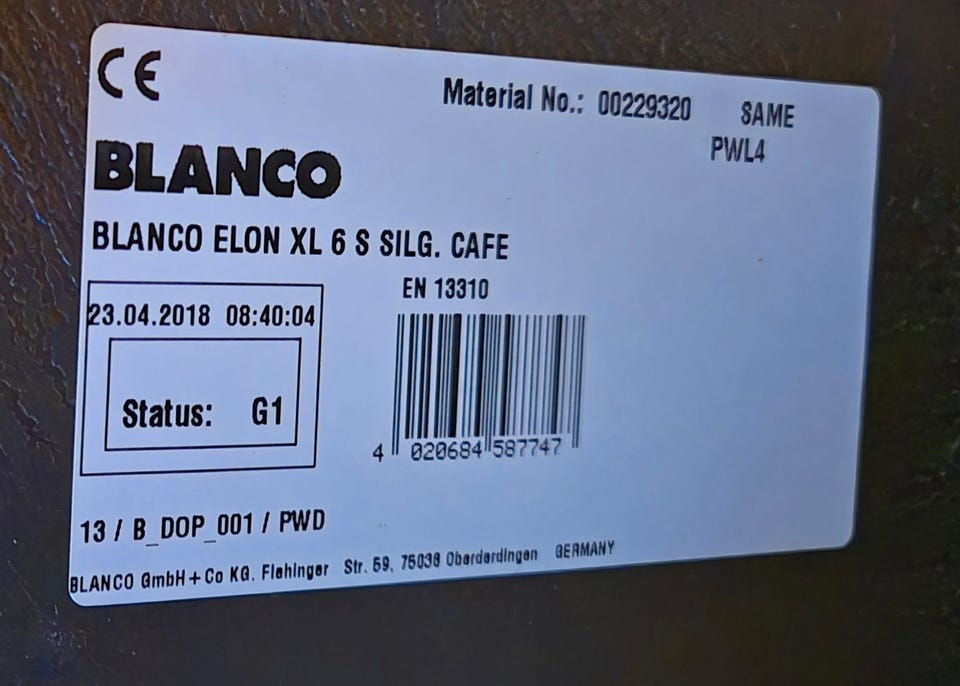 CE
Material No.: 00229320 SAME
PWL4
BLANCO
BLANCO ELON XL 6 S SILG. CAFE
EN 13310
23.04.2018 08:40:04
Status: G1
4 020684 587747
13 / B_DOP_001 / PWD
BLANCO GmbH + Co KG. Flehinger Str. 59, 75038 Oberderdingen GERMANY